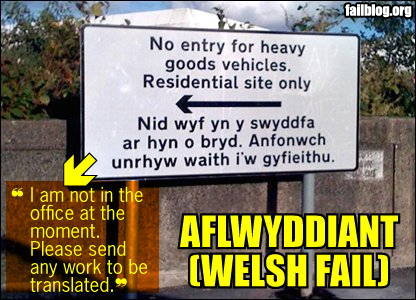 failblog.org
No entry for heavy
goods vehicles.
Residential site only
Nid wyf yn y swyddfa
ar hyn o bryd. Anfonwch
unrhyw waith i'w gyfieithu.
❝ I am not in the
office at the
moment.
Please send
any work to be
translated.❞
AFLWYDDIANT
(WELSH FAIL)